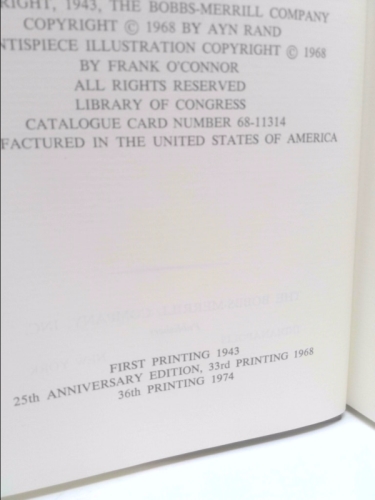 RIGHT, 1943, THE BOBBS-MERRILL COMPANY
COPYRIGHT © 1968 BY AYN RAND
NTISPIECE ILLUSTRATION COPYRIGHT © 1968
BY FRANK O'CONNOR
ALL RIGHTS RESERVED
LIBRARY OF CONGRESS
CATALOGUE CARD NUMBER 68-11314
FACTURED IN THE UNITED STATES OF AMERICA
FIRST PRINTING 1943
25th ANNIVERSARY EDITION, 33rd PRINTING 1968
36th PRINTING 1974